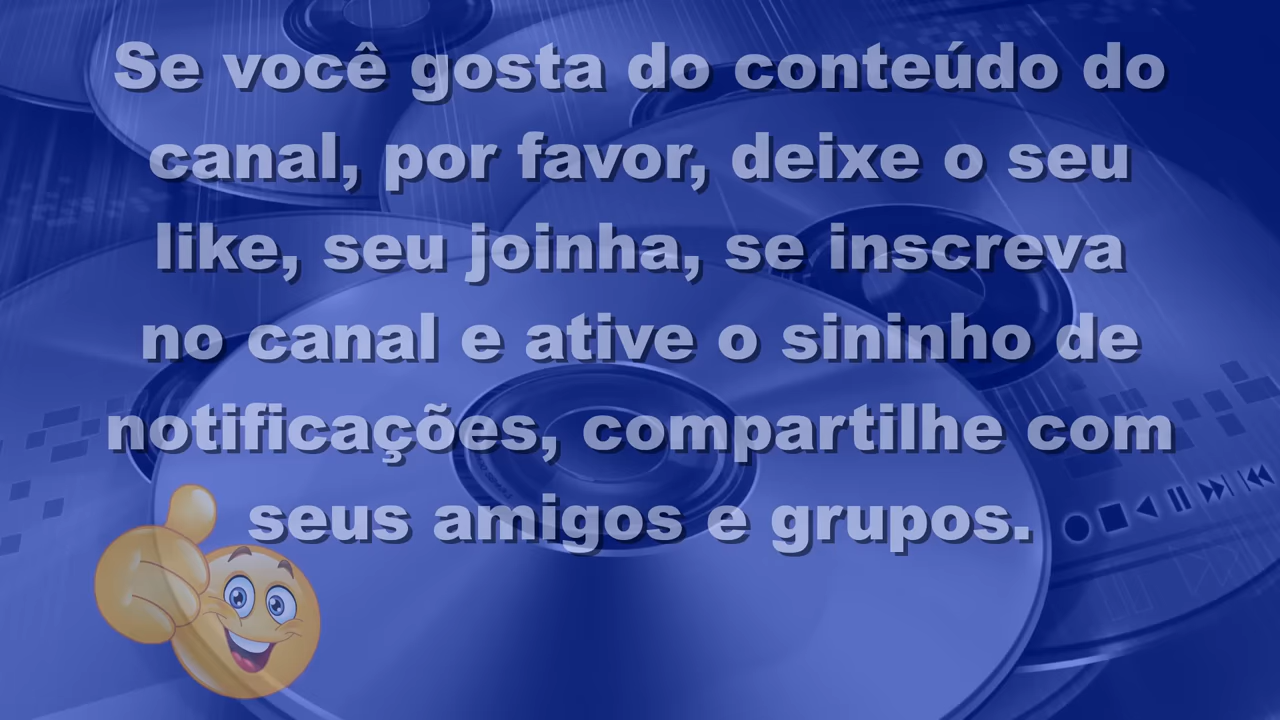 Se você gosta do conteúdo do
canal, por favor, deixe o seu
like, seu joinha, se inscreva
no canal e ative o sininho de
notificações, compartilhe com
seus amigos e grupos.